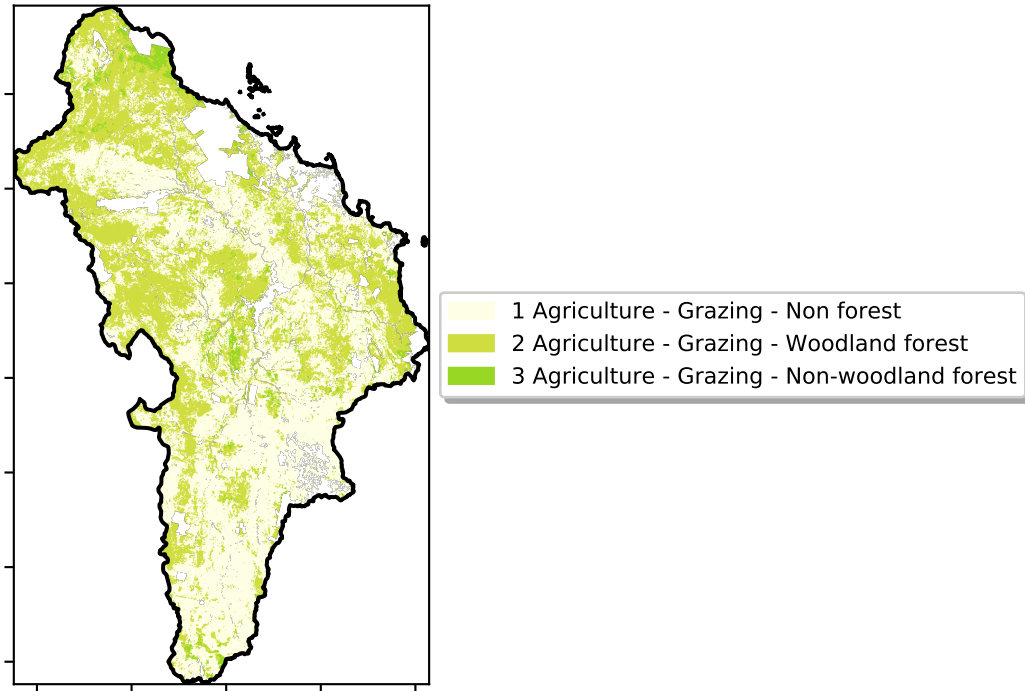 1 Agriculture - Grazing - Non forest
2 Agriculture - Grazing - Woodland forest
3 Agriculture - Grazing - Non-woodland forest